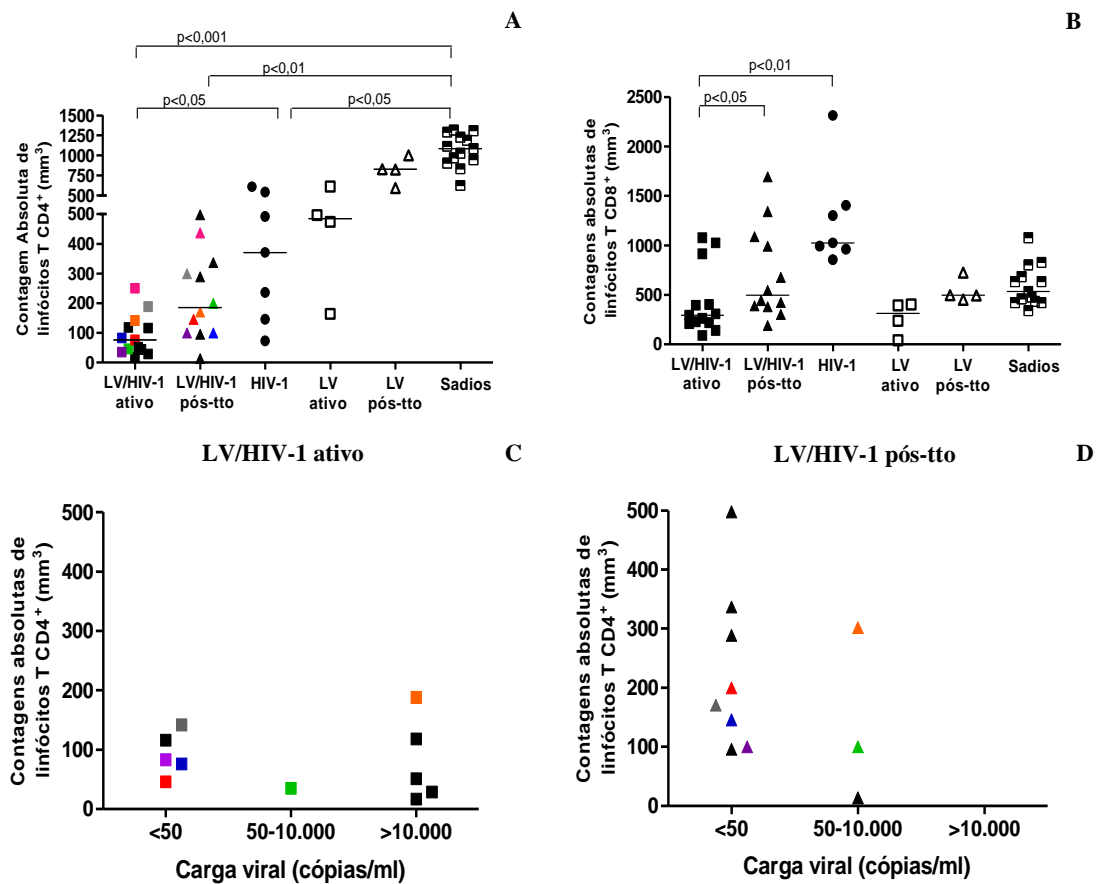 A
p<0,001
p<0,01
p<0,05
p<0,05
Contagem Absoluta de
linfócitos T CD4+ (mm3)
1500
1250
1000
750
500
500
400
300
200
100
0
LV/HIV-1
ativo
LV/HIV-1
pós-tto
HIV-1
LV
ativo
LV
pós-tto
Sadios
B
p<0,01
p<0,05
Contagens absolutas de
linfócitos T CD8+ (mm3)
2500
2000
1500
1000
500
0
LV/HIV-1
ativo
LV/HIV-1
pós-tto
HIV-1
LV
ativo
LV
pós-tto
Sadios
LV/HIV-1 ativo
C
Contagens absolutas de
linfócitos T CD4+ (mm3)
500
400
300
200
100
0
<50
50-10.000
>10.000
Carga viral (cópias/ml)
LV/HIV-1 pós-tto
D
Contagens absolutas de
linfócitos T CD4+ (mm3)
500
400
300
200
100
0
<50
50-10.000
>10.000
Carga viral (cópias/ml)